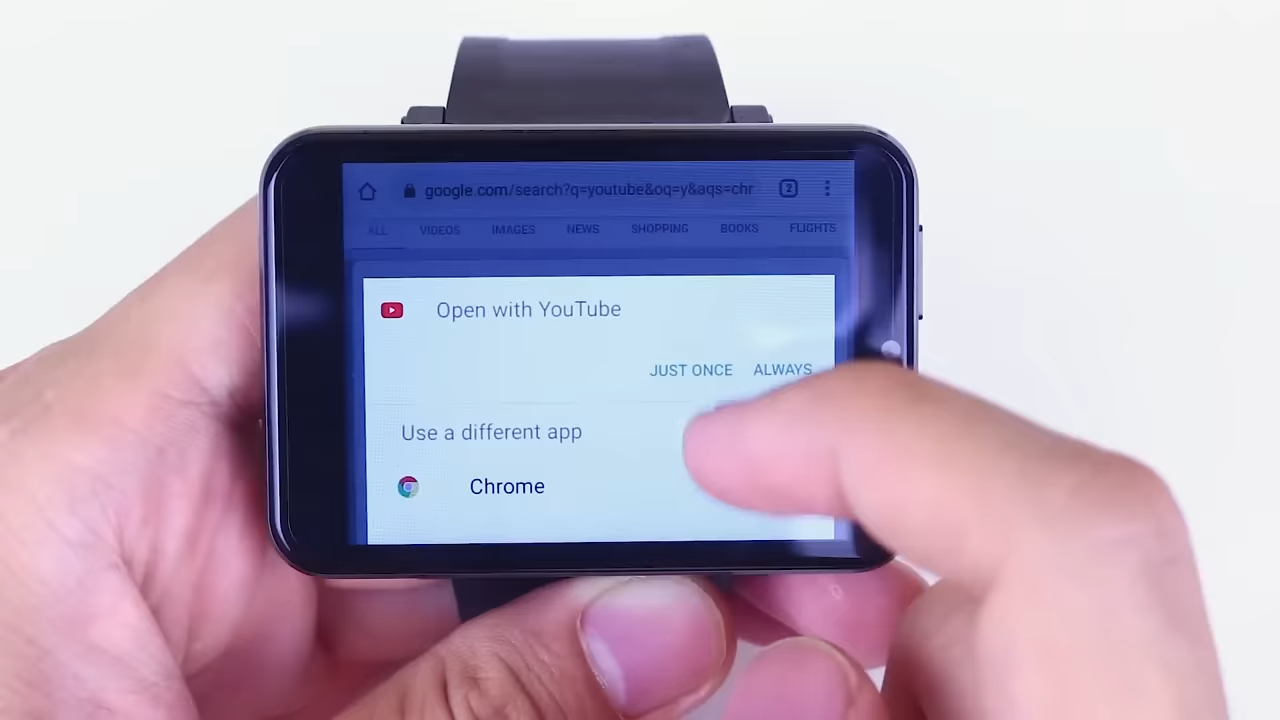 google.com/search?q=youtube&oq=y&aqs=chr 2
ALL VIDEOS IMAGES NEWS SHOPPING BOOKS FLIGHTS
Open with YouTube
JUST ONCE ALWAYS
Use a different app
Chrome